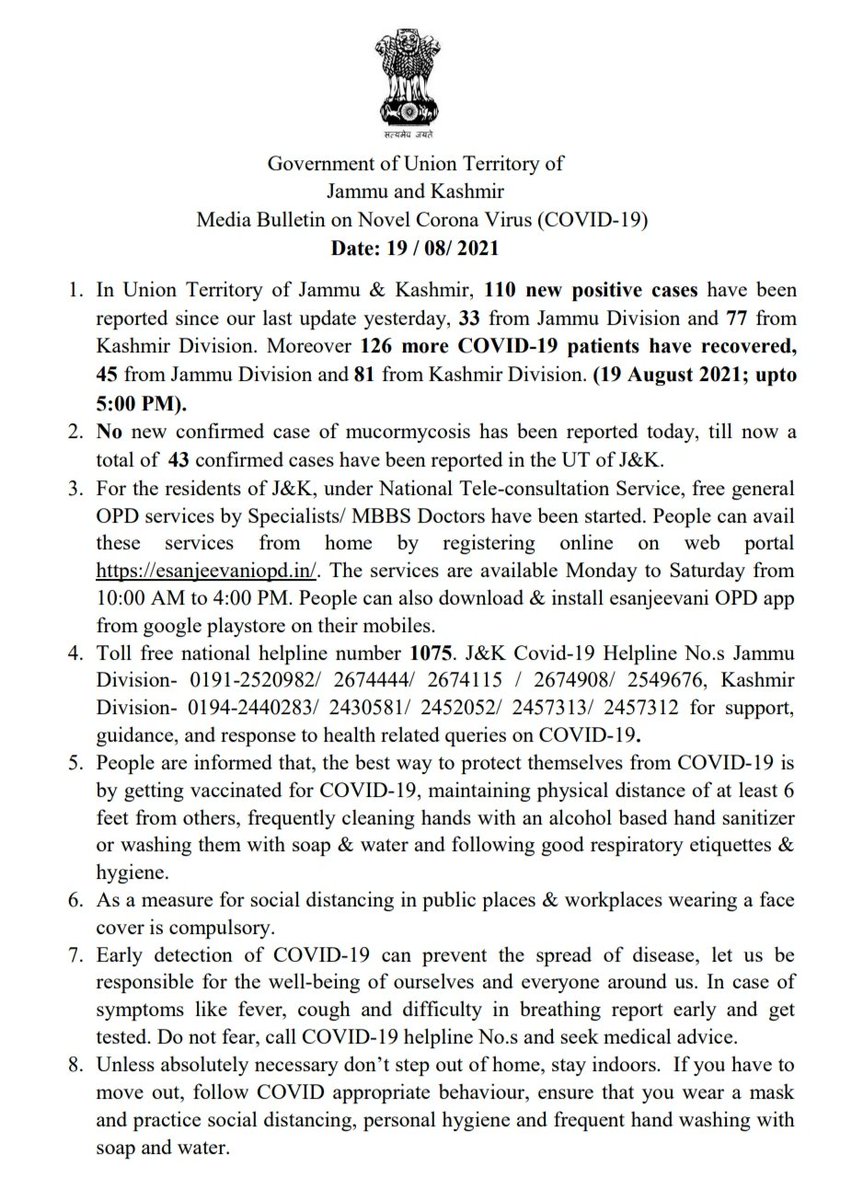 सत्यमेव जयते
Government of Union Territory of
Jammu and Kashmir
Media Bulletin on Novel Corona Virus (COVID-19)
Date: 19 / 08/ 2021
1. In Union Territory of Jammu & Kashmir, 110 new positive cases have been
reported since our last update yesterday, 33 from Jammu Division and 77 from
Kashmir Division. Moreover 126 more COVID-19 patients have recovered,
45 from Jammu Division and 81 from Kashmir Division. (19 August 2021; upto
5:00 PM).
2. No new confirmed case of mucormycosis has been reported today, till now a
total of 43 confirmed cases have been reported in the UT of J&K.
3. For the residents of J&K, under National Tele-consultation Service, free general
OPD services by Specialists/ MBBS Doctors have been started. People can avail
these services from home by registering online on web portal
https://esanjeevaniopd.in/. The services are available Monday to Saturday from
10:00 AM to 4:00 PM. People can also download & install esanjeevani OPD app
from google playstore on their mobiles.
4. Toll free national helpline number 1075. J&K Covid-19 Helpline No.s Jammu
Division- 0191-2520982/ 2674444/ 2674115 / 2674908/ 2549676, Kashmir
Division- 0194-2440283/ 2430581/ 2452052/ 2457313/ 2457312 for support,
guidance, and response to health related queries on COVID-19.
5. People are informed that, the best way to protect themselves from COVID-19 is
by getting vaccinated for COVID-19, maintaining physical distance of at least 6
feet from others, frequently cleaning hands with an alcohol based hand sanitizer
or washing them with soap & water and following good respiratory etiquettes &
hygiene.
6. As a measure for social distancing in public places & workplaces wearing a face
cover is compulsory.
7. Early detection of COVID-19 can prevent the spread of disease, let us be
responsible for the well-being of ourselves and everyone around us. In case of
symptoms like fever, cough and difficulty in breathing report early and get
tested. Do not fear, call COVID-19 helpline No.s and seek medical advice.
8. Unless absolutely necessary don’t step out of home, stay indoors. If you have to
move out, follow COVID appropriate behaviour, ensure that you wear a mask
and practice social distancing, personal hygiene and frequent hand washing with
soap and water.